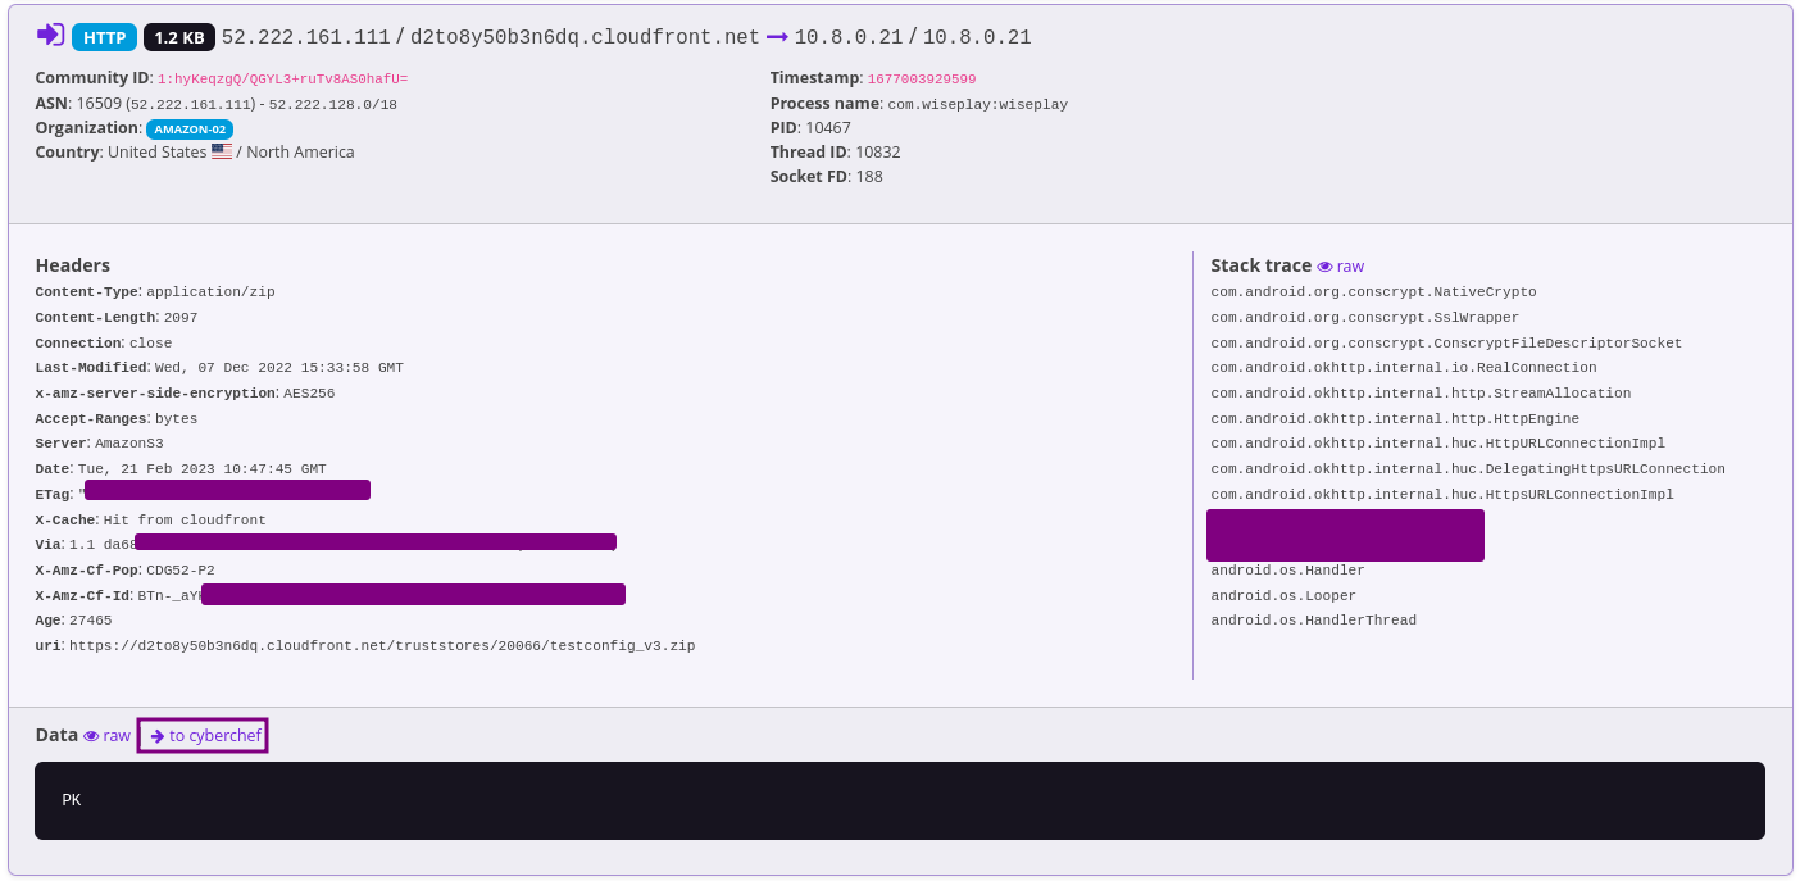 HTTP 1.2 KB 52.222.161.111 / d2to8y50b3n6dq.cloudfront.net → 10.8.0.21 / 10.8.0.21
Community ID: 1:hyKeqzgQ/QGYL3+ruTv8AS0hafU=
ASN: 16509 (52.222.161.111) - 52.222.128.0/18
Organization: AMAZON-02
Country: United States / North America
Timestamp: 1677003929599
Process name: com.wiseplay:wiseplay
PID: 10467
Thread ID: 10832
Socket FD: 188
Headers
Content-Type: application/zip
Content-Length: 2097
Connection: close
Last-Modified: Wed, 07 Dec 2022 15:33:58 GMT
x-amz-server-side-encryption: AES256
Accept-Ranges: bytes
Server: AmazonS3
Date: Tue, 21 Feb 2023 10:47:45 GMT
ETag: "
X-Cache: Hit from cloudfront
Via: 1.1 da68
X-Amz-Cf-Pop: CDG52-P2
X-Amz-Cf-Id: BTn-_aY
Age: 27465
uri: https://d2to8y50b3n6dq.cloudfront.net/truststores/20066/testconfig_v3.zip
Stack trace raw
com.android.org.conscrypt.NativeCrypto
com.android.org.conscrypt.SslWrapper
com.android.org.conscrypt.ConscryptFileDescriptorSocket
com.android.okhttp.internal.io.RealConnection
com.android.okhttp.internal.http.StreamAllocation
com.android.okhttp.internal.http.HttpEngine
com.android.okhttp.internal.huc.HttpURLConnectionImpl
com.android.okhttp.internal.huc.DelegatingHttpsURLConnection
com.android.okhttp.internal.huc.HttpsURLConnectionImpl
android.os.Handler
android.os.Looper
android.os.HandlerThread
Data raw → to cyberchef
PK